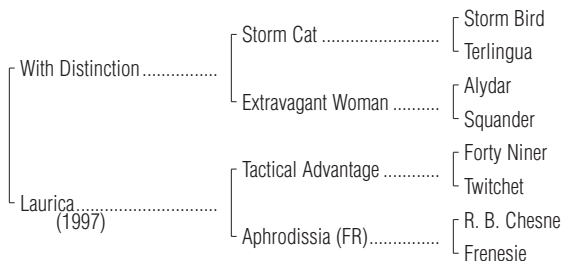 Storm Bird
Storm Cat ......................
Terlingua
With Distinction ..............
Alydar
Extravagant Woman .........
Squander
Forty Niner
Tactical Advantage ...........
Twitchet
Laurica ...........................
(1997)
R. B. Chesne
Aphrodissia (FR) .............
Frenesie